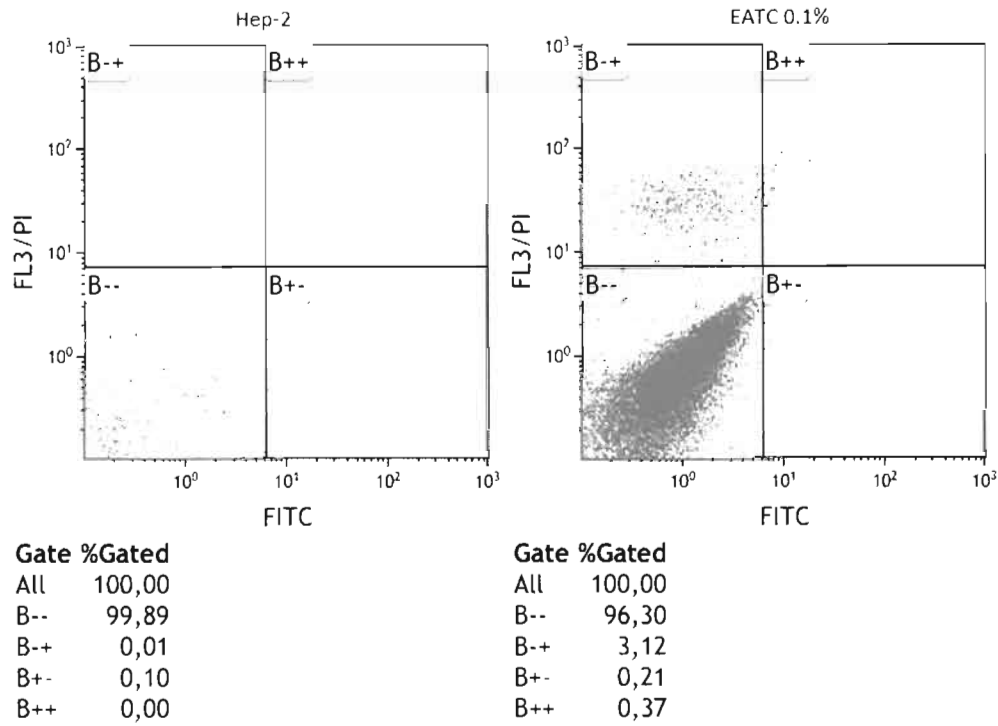 Hep-2
EATC 0.1%
10³
B-+
B++
10²
10¹
B--
B+-
10⁰
FL3/PI
10⁰
10¹
10²
10³
FITC
10³
B-+
B++
10²
10¹
B--
B+-
10⁰
FL3/PI
10⁰
10¹
10²
10³
FITC
Gate %Gated
All 100,00
B-- 99,89
B-+ 0,01
B+- 0,10
B++ 0,00
Gate %Gated
All 100,00
B-- 96,30
B-+ 3,12
B+- 0,21
B++ 0,37